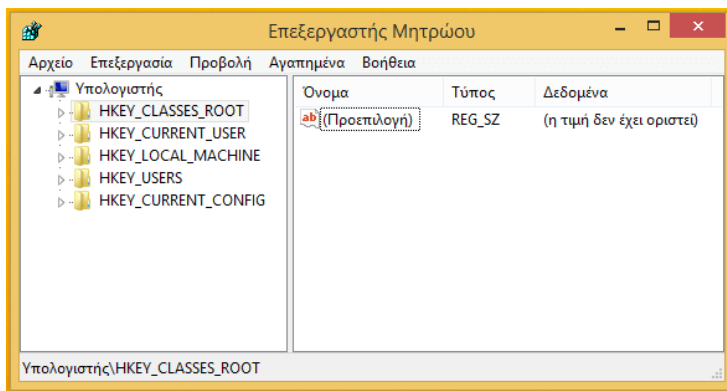 Επεξεργαστής Μητρώου
Αρχείο Επεξεργασία Προβολή Αγαπημένα Βοήθεια
Υπολογιστής
HKEY_CLASSES_ROOT
HKEY_CURRENT_USER
HKEY_LOCAL_MACHINE
HKEY_USERS
HKEY_CURRENT_CONFIG
Όνομα Τύπος Δεδομένα
ab (Προεπιλογή) REG_SZ (η τιμή δεν έχει οριστεί)
Υπολογιστής\HKEY_CLASSES_ROOT